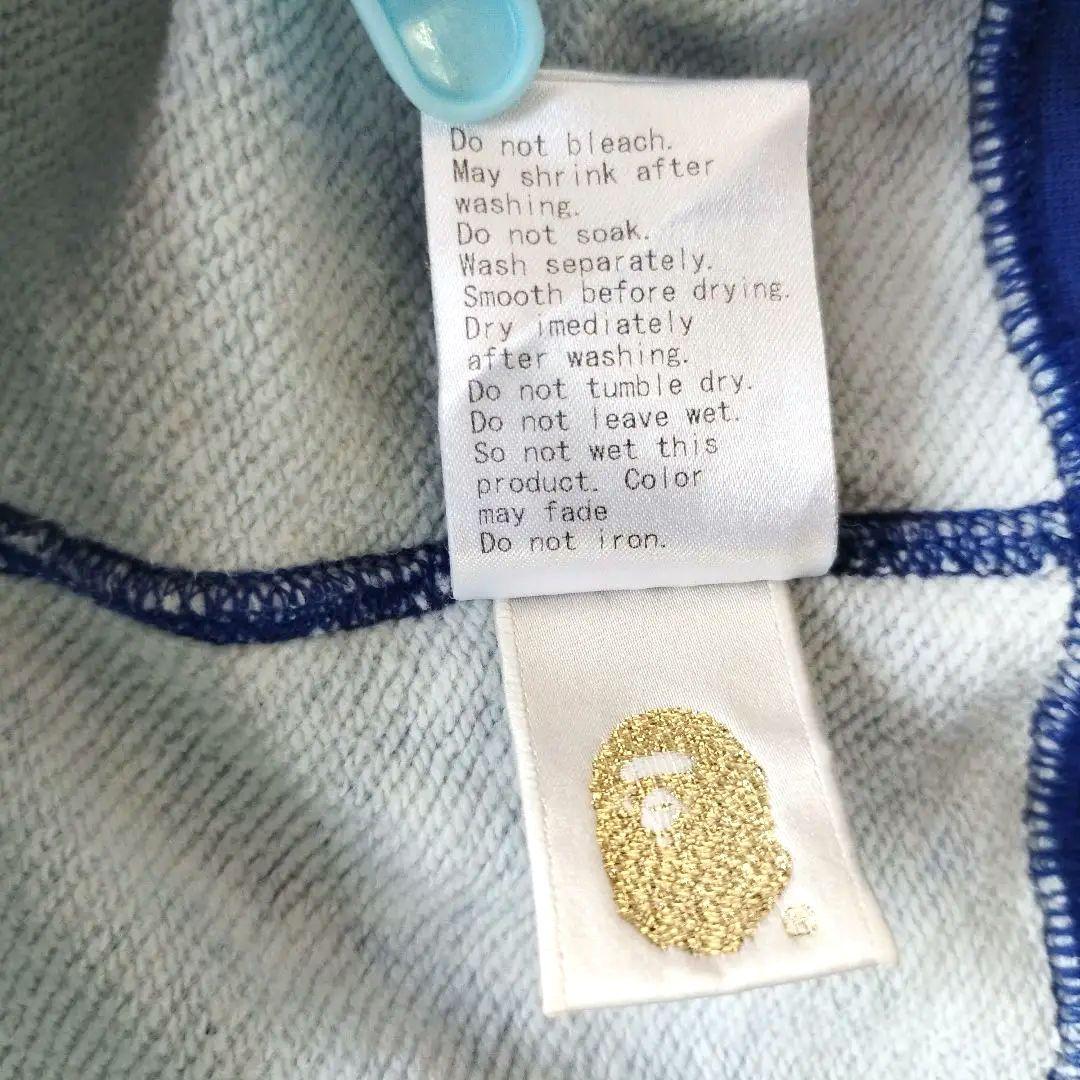 Do not bleach.
May shrink after
washing.
Do not soak.
Wash separately.
Smooth before drying.
Dry imediately
after washing.
Do not tumble dry.
Do not leave wet.
So not wet this
product. Color
may fade
Do not iron.